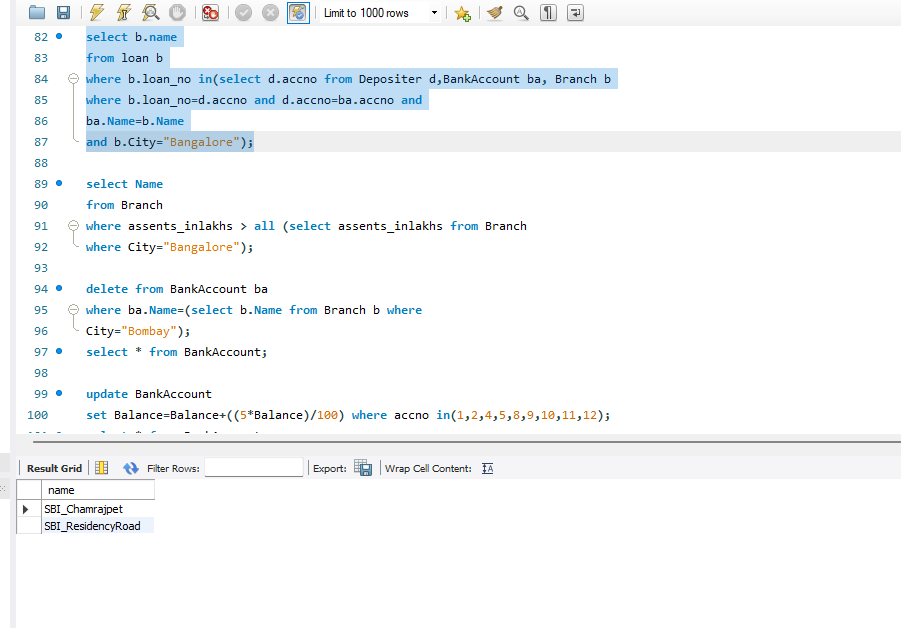 Limit to 1000 rows
82 select b.name
83 from loan b
84 where b.loan_no in(select d.accno from Depositer d,BankAccount ba, Branch b
85 where b.loan_no=d.accno and d.accno=ba.accno and
86 ba.Name=b.Name
87 and b.City="Bangalore");
88
89 select Name
90 from Branch
91 where assents_inlakhs > all (select assents_inlakhs from Branch
92 where City="Bangalore");
93
94 delete from BankAccount ba
95 where ba.Name=(select b.Name from Branch b where
96 City="Bombay");
97 select * from BankAccount;
98
99 update BankAccount
100 set Balance=Balance+((5*Balance)/100) where accno in(1,2,4,5,8,9,10,11,12);
Result Grid Filter Rows: Export: Wrap Cell Content:
name
SBI_Chamrajpet
SBI_ResidencyRoad